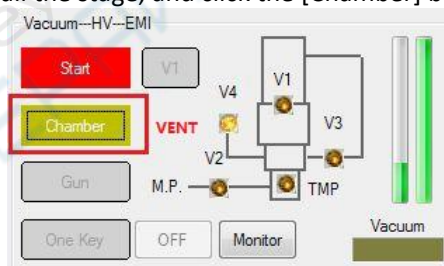 all the stage, and click the [Chamber] b
Vacuum---HV---EMI
Start V1
V4 V1
Chamber VENT V3
V2
Gun M.P. TMP
One Key OFF Monitor Vacuum